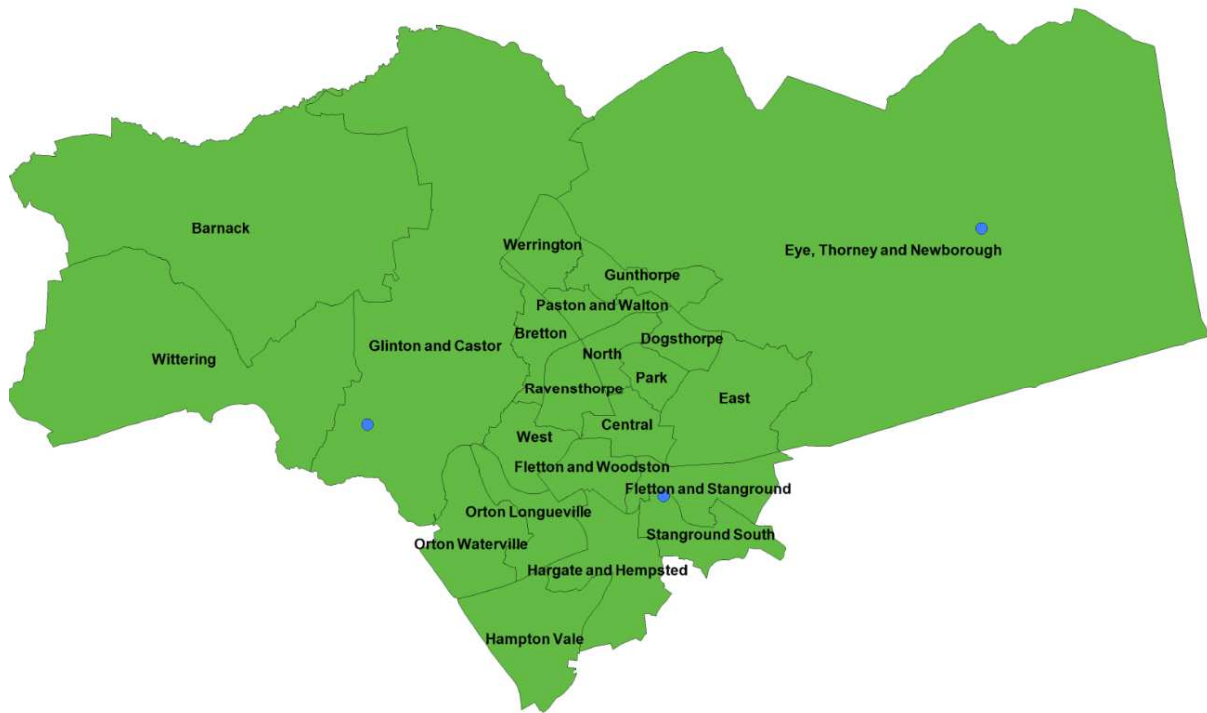 Barnack
Werrington
Eye, Thorney and Newborough
Gunthorpe
Paston and Walton
Bretton
Dogsthorpe
Glinton and Castor
North
Wittering
Park
Ravensthorpe
East
Central
West
Fletton and Woodston
Fletton and Stanground
Orton Longueville
Stanground South
Orton Waterville
Hargate and Hempsted
Hampton Vale